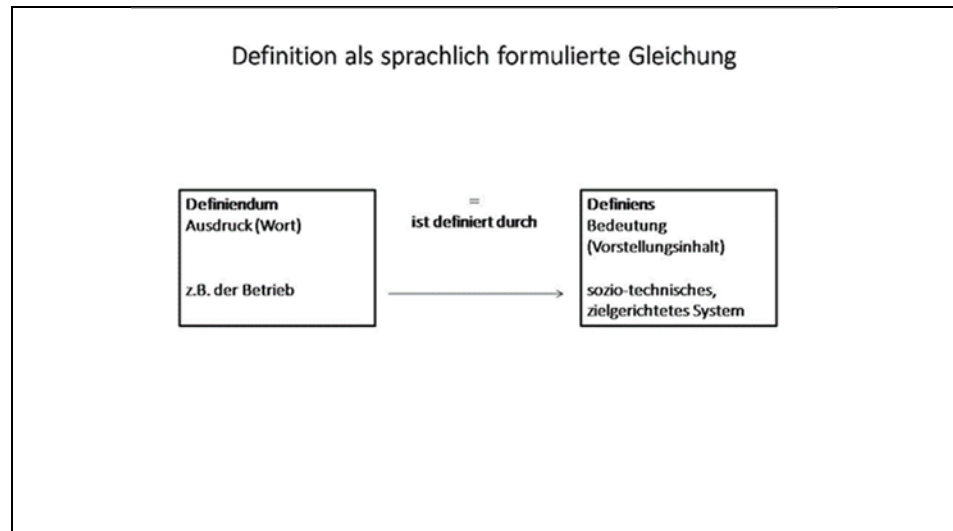 Definition als sprachlich formulierte Gleichung
Definiendum
Ausdruck (Wort)
z.B. der Betrieb
=
ist definiert durch
Definiens
Bedeutung
(Vorstellungsinhalt)
sozio-technisches,
zielgerichtetes System